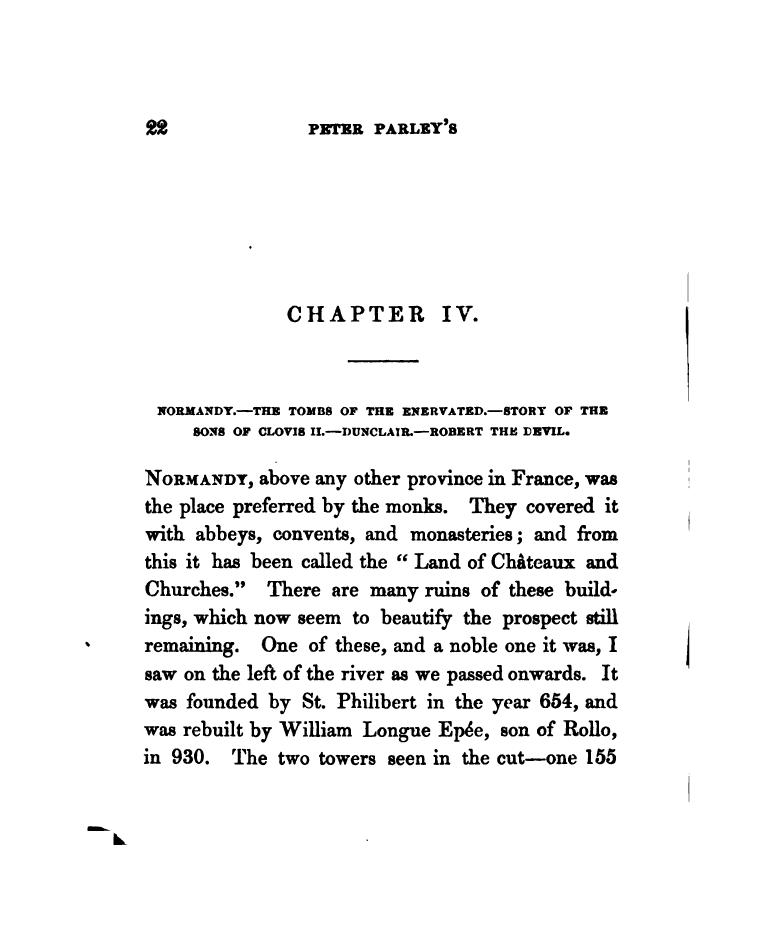 22 PETER PARLEY'S
CHAPTER IV.
NORMANDY.—THE TOMBS OF THE ENERVATED.—STORY OF THE
SONS OF CLOVIS II.—DUNCLAIR.—ROBERT THE DEVIL.
NORMANDY, above any other province in France, was
the place preferred by the monks. They covered it
with abbeys, convents, and monasteries; and from
this it has been called the “ Land of Châteaux and
Churches.” There are many ruins of these build-
ings, which now seem to beautify the prospect still
remaining. One of these, and a noble one it was, I
saw on the left of the river as we passed onwards. It
was founded by St. Philibert in the year 654, and
was rebuilt by William Longue Epée, son of Rollo,
in 930. The two towers seen in the cut—one 155